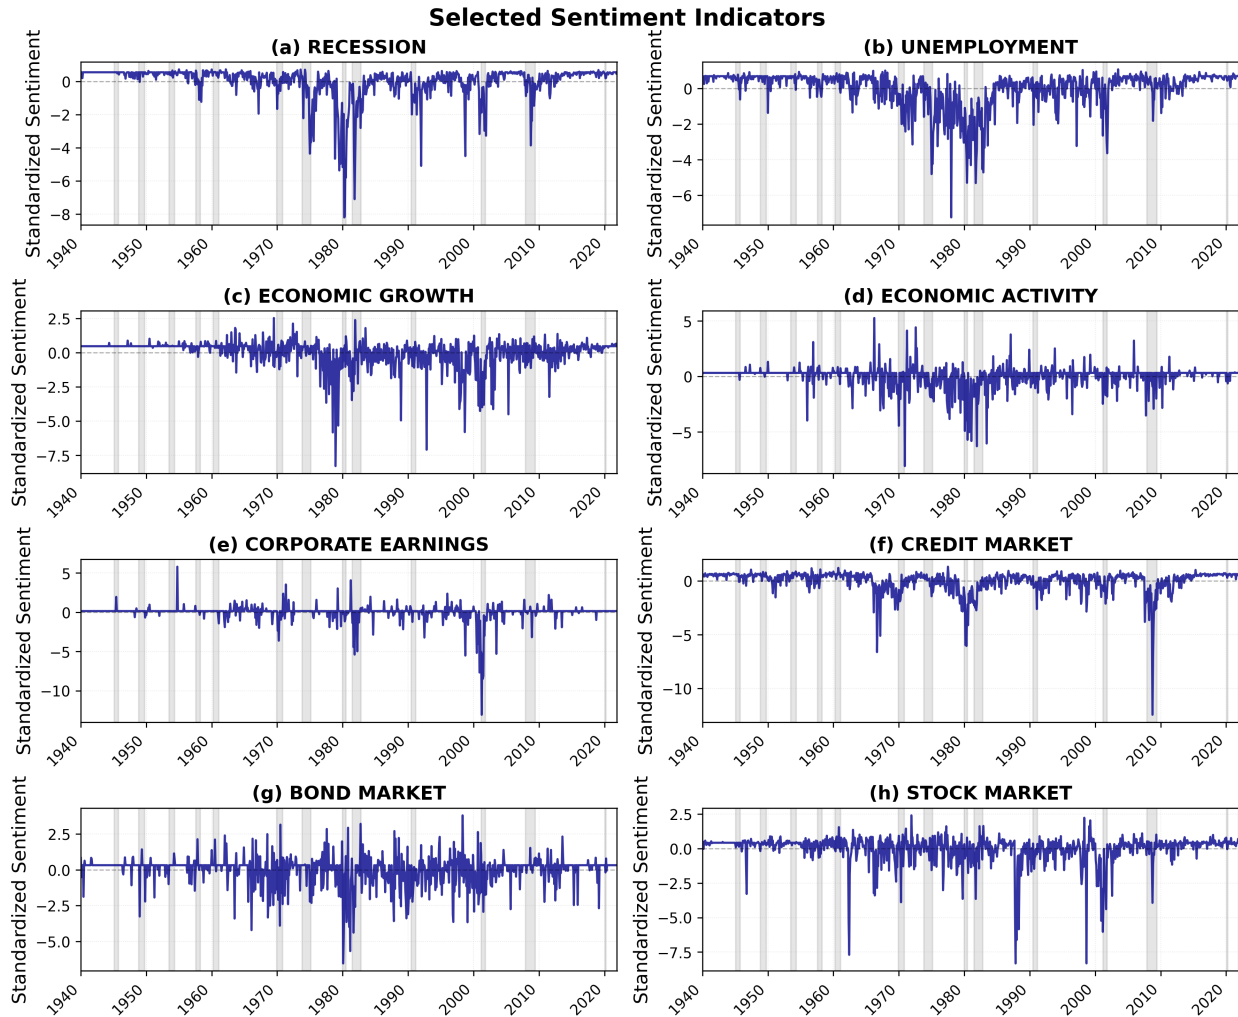 Selected Sentiment Indicators
(a) RECESSION
Standardized Sentiment
0
−2
−4
−6
−8
1940 1950 1960 1970 1980 1990 2000 2010 2020
(b) UNEMPLOYMENT
Standardized Sentiment
0
−2
−4
−6
1940 1950 1960 1970 1980 1990 2000 2010 2020
(c) ECONOMIC GROWTH
Standardized Sentiment
2.5
0.0
−2.5
−5.0
−7.5
1940 1950 1960 1970 1980 1990 2000 2010 2020
(d) ECONOMIC ACTIVITY
Standardized Sentiment
5
0
−5
1940 1950 1960 1970 1980 1990 2000 2010 2020
(e) CORPORATE EARNINGS
Standardized Sentiment
5
0
−5
−10
1940 1950 1960 1970 1980 1990 2000 2010 2020
(f) CREDIT MARKET
Standardized Sentiment
0
−5
−10
1940 1950 1960 1970 1980 1990 2000 2010 2020
(g) BOND MARKET
Standardized Sentiment
2.5
0.0
−2.5
−5.0
1940 1950 1960 1970 1980 1990 2000 2010 2020
(h) STOCK MARKET
Standardized Sentiment
2.5
0.0
−2.5
−5.0
−7.5
1940 1950 1960 1970 1980 1990 2000 2010 2020